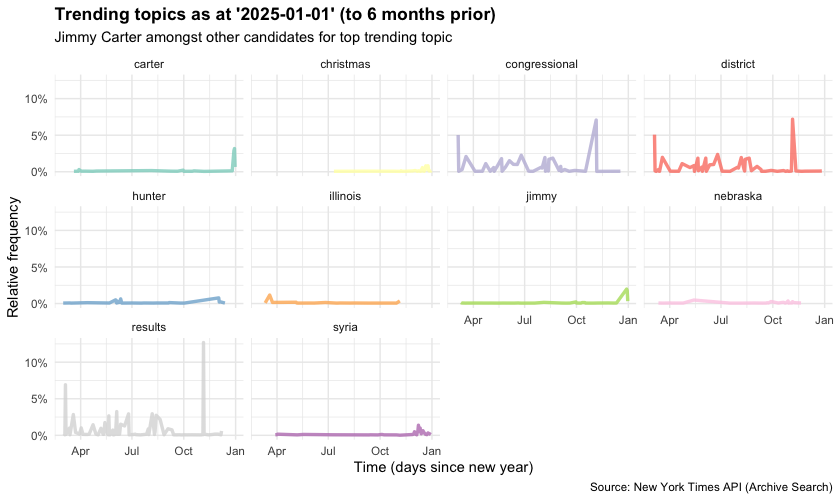 Trending topics as at '2025-01-01' (to 6 months prior)
Jimmy Carter amongst other candidates for top trending topic
carter christmas congressional district
10%
5%
0%
hunter illinois jimmy nebraska
10%
5%
0%
Apr Jul Oct Jan Apr Jul Oct Jan
results syria
10%
5%
0%
Apr Jul Oct Jan Apr Jul Oct Jan
Relative frequency
Time (days since new year)
Source: New York Times API (Archive Search)